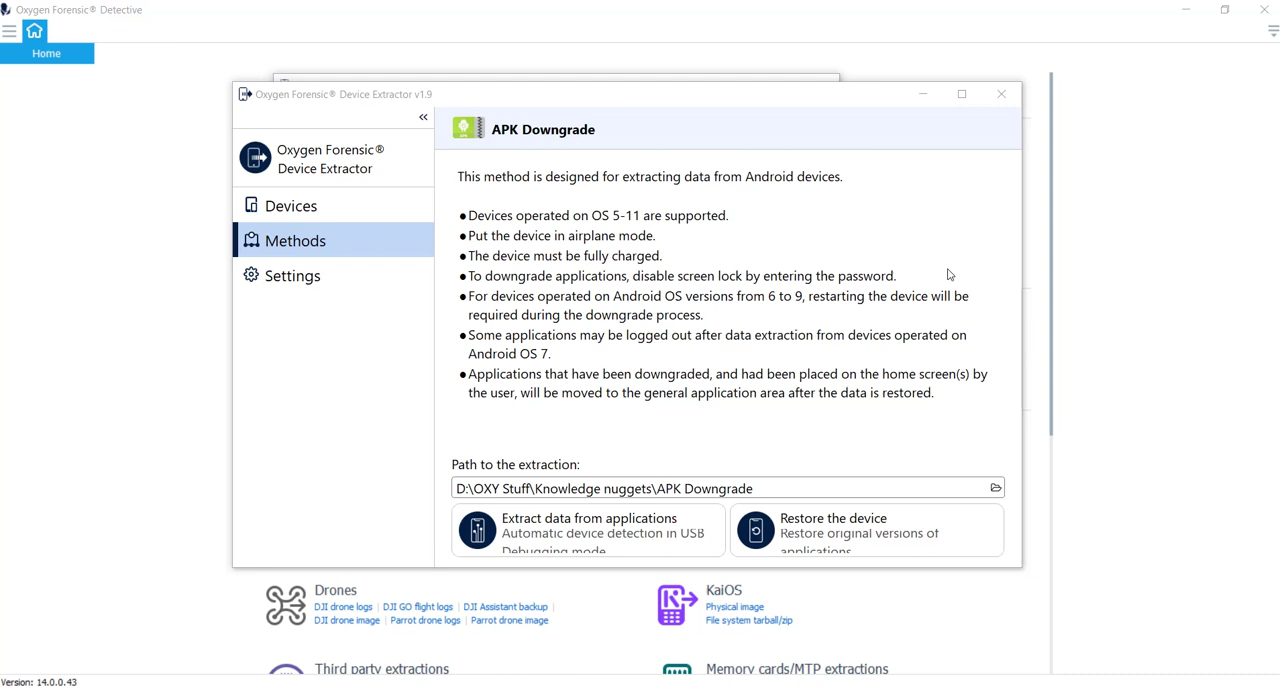 Oxygen Forensic® Detective
Home
Oxygen Forensic® Device Extractor v1.9
«
Oxygen Forensic®
Device Extractor
Devices
Methods
Settings
APK Downgrade
This method is designed for extracting data from Android devices.
●Devices operated on OS 5-11 are supported.
●Put the device in airplane mode.
●The device must be fully charged.
●To downgrade applications, disable screen lock by entering the password.
●For devices operated on Android OS versions from 6 to 9, restarting the device will be
required during the downgrade process.
●Some applications may be logged out after data extraction from devices operated on
Android OS 7.
●Applications that have been downgraded, and had been placed on the home screen(s) by
the user, will be moved to the general application area after the data is restored.
Path to the extraction:
D:\OXY Stuff\Knowledge nuggets\APK Downgrade
Extract data from applications
Automatic device detection in USB
Debugging mode
Restore the device
Restore original versions of
applications
Drones
DJI drone logs | DJI GO flight logs | DJI Assistant backup |
DJI drone image | Parrot drone logs | Parrot drone image
KaiOS
Physical image
File system tarball/zip
Third party extractions
Memory cards/MTP extractions
Version: 14.0.0.43